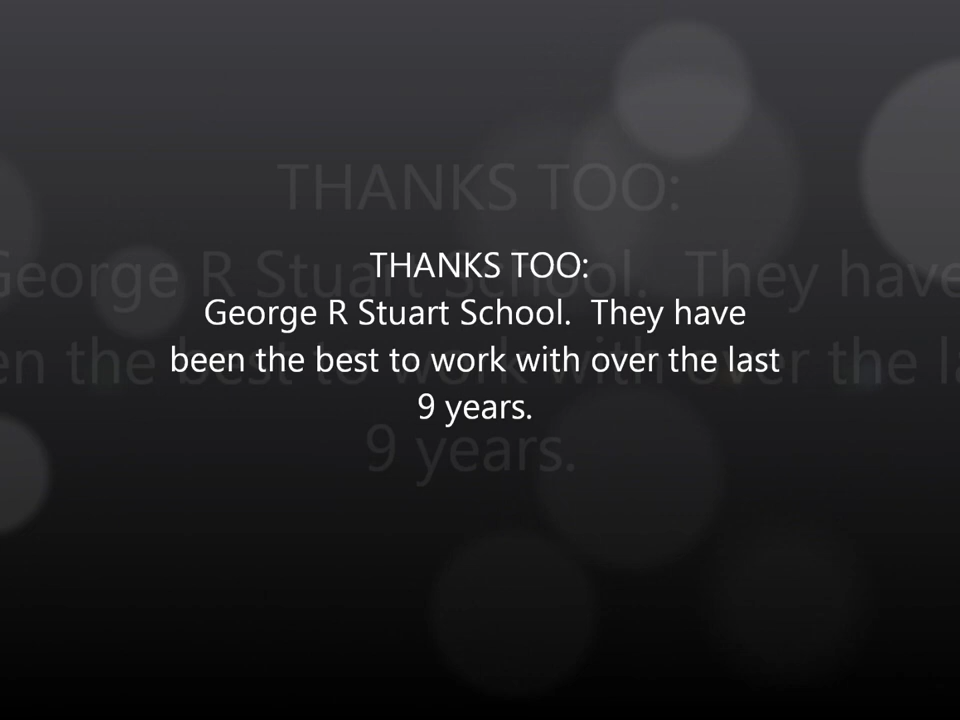 THANKS TOO:
George R Stuart School.  They have
been the best to work with over the last
9 years.